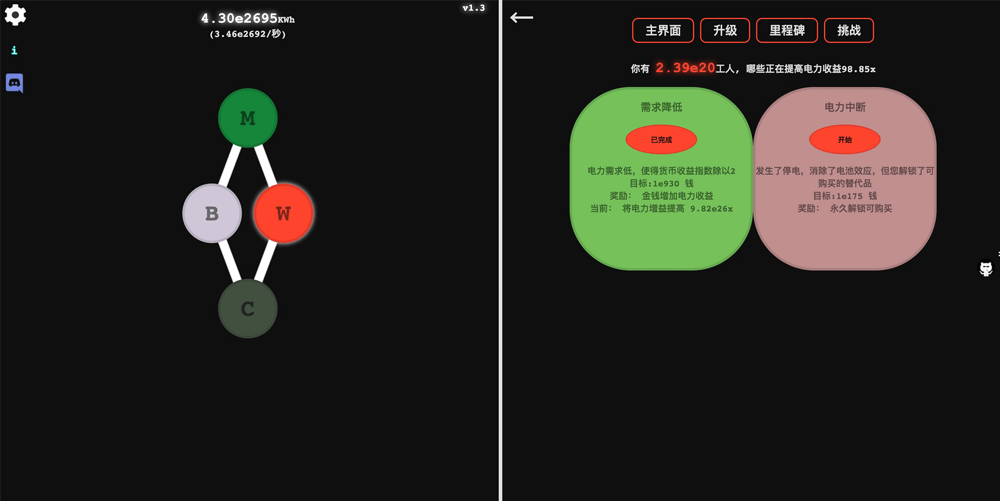 4.30e2695KWh
(3.46e2692/秒)
v1.3
i
M
B
W
C
主界面 升级 里程碑 挑战
你有 2.39e20工人, 哪些正在提高电力收益98.85x
需求降低
已完成
电力需求低, 使得货币收益指数除以2
目标:1e930 钱
奖励: 金钱增加电力收益
当前: 将电力增益提高 9.82e26x
电力中断
开始
发生了停电, 消除了电池效应, 但您解锁了可
购买的替代品
目标:1e175 钱
奖励: 永久解锁可购买